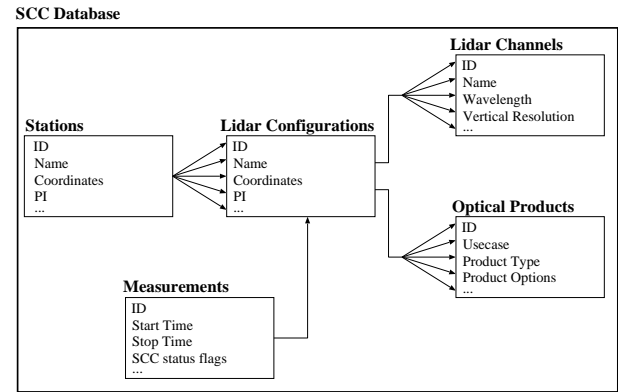 SCC Database
Stations
ID
Name
Coordinates
PI
...
Lidar Configurations
ID
Name
Coordinates
PI
...
Lidar Channels
ID
Name
Wavelength
Vertical Resolution
...
Optical Products
ID
Usecase
Product Type
Product Options
...
Measurements
ID
Start Time
Stop Time
SCC status flags
...